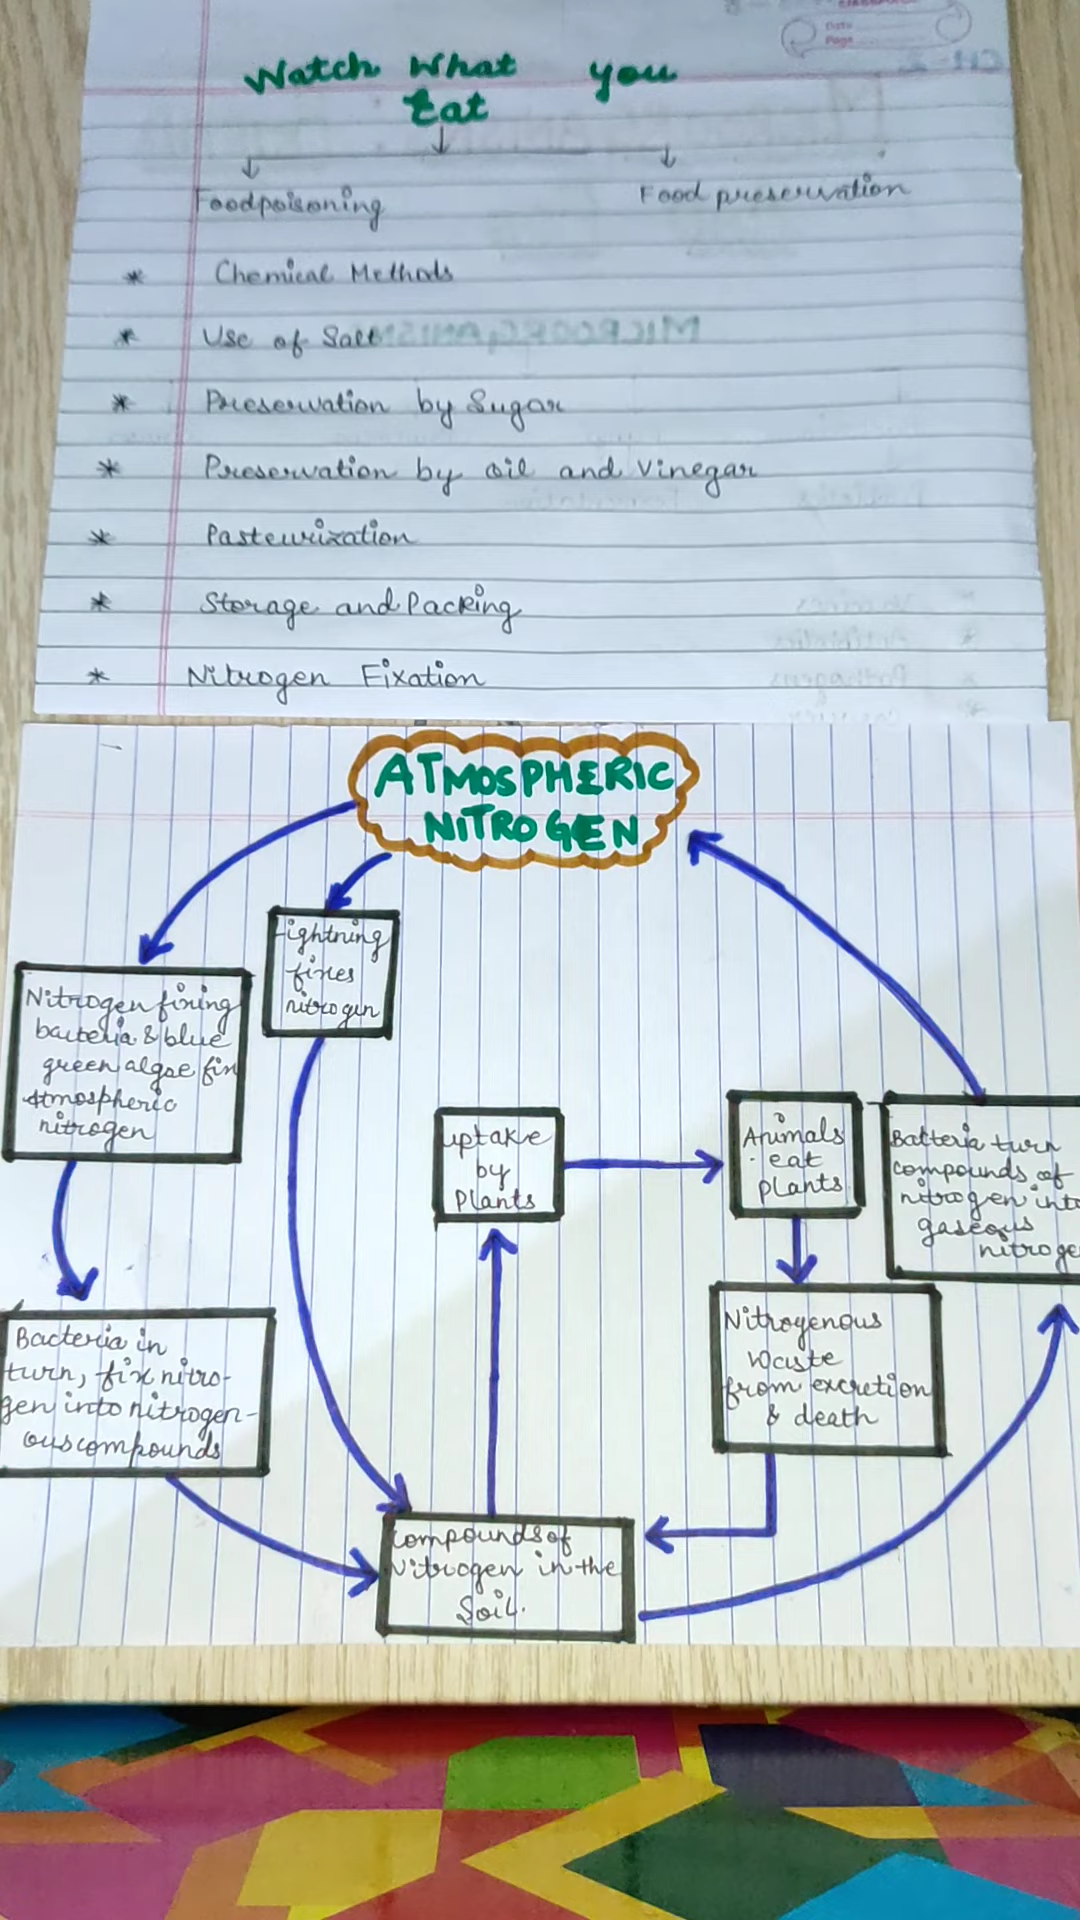 Date
Page
Watch What you
Eat
Foodpoisoning
Food preservation
* Chemical Methods
* Use of Salt
* Preservation by Sugar
* Preservation by oil and Vinegar
* Pasteurization
* Storage and Packing
* Nitrogen Fixation
ATMOSPHERIC
NITROGEN
Lightning
fixes
nitrogen
Nitrogen fixing
bacteria & blue
green algae fix
Atmospheric
nitrogen
uptake
by
Plants
Animals
eat
plants
Bacteria turn
compounds of
nitrogen into
gaseous
nitroge
Bacteria in
turn, fix nitro-
gen into nitrogen-
ous compounds
Nitrogenous
waste
from excretion
& death
compounds of
Nitrogen in the
Soil.